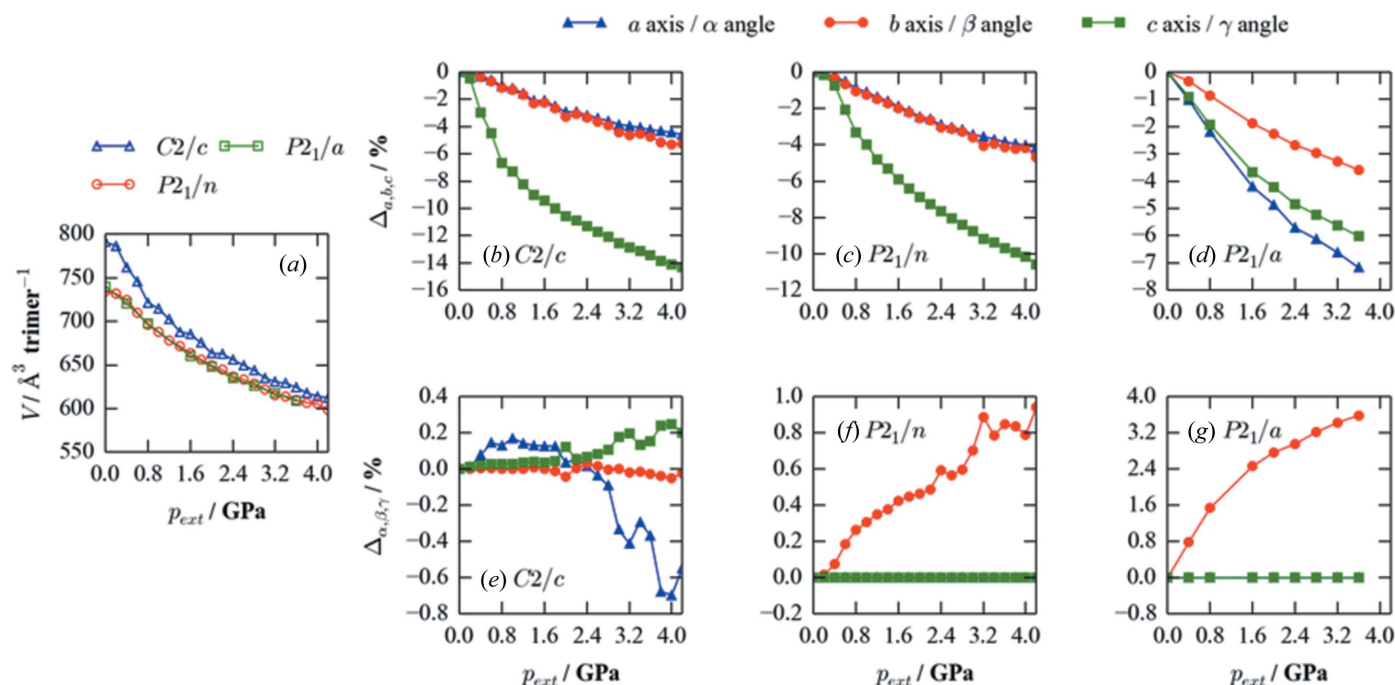 a axis / α angle b axis / β angle c axis / γ angle
C2/c P2₁/a
P2₁/n
V / Å³ trimer⁻¹
800
750
700
650
600
550
(a)
0.0 0.8 1.6 2.4 3.2 4.0
p_ext / GPa
Δ_a,b,c / %
0
−2
−4
−6
−8
−10
−12
−14
−16
(b) C2/c
0.0 0.8 1.6 2.4 3.2 4.0
0
−2
−4
−6
−8
−10
−12
(c) P2₁/n
0.0 0.8 1.6 2.4 3.2 4.0
0
−1
−2
−3
−4
−5
−6
−7
−8
(d) P2₁/a
0.0 0.8 1.6 2.4 3.2 4.0
Δ_α,β,γ / %
0.4
0.2
0.0
−0.2
−0.4
−0.6
−0.8
(e) C2/c
0.0 0.8 1.6 2.4 3.2 4.0
p_ext / GPa
1.0
0.8
0.6
0.4
0.2
0.0
−0.2
(f) P2₁/n
0.0 0.8 1.6 2.4 3.2 4.0
p_ext / GPa
4.0
3.2
2.4
1.6
0.8
0.0
−0.8
(g) P2₁/a
0.0 0.8 1.6 2.4 3.2 4.0
p_ext / GPa